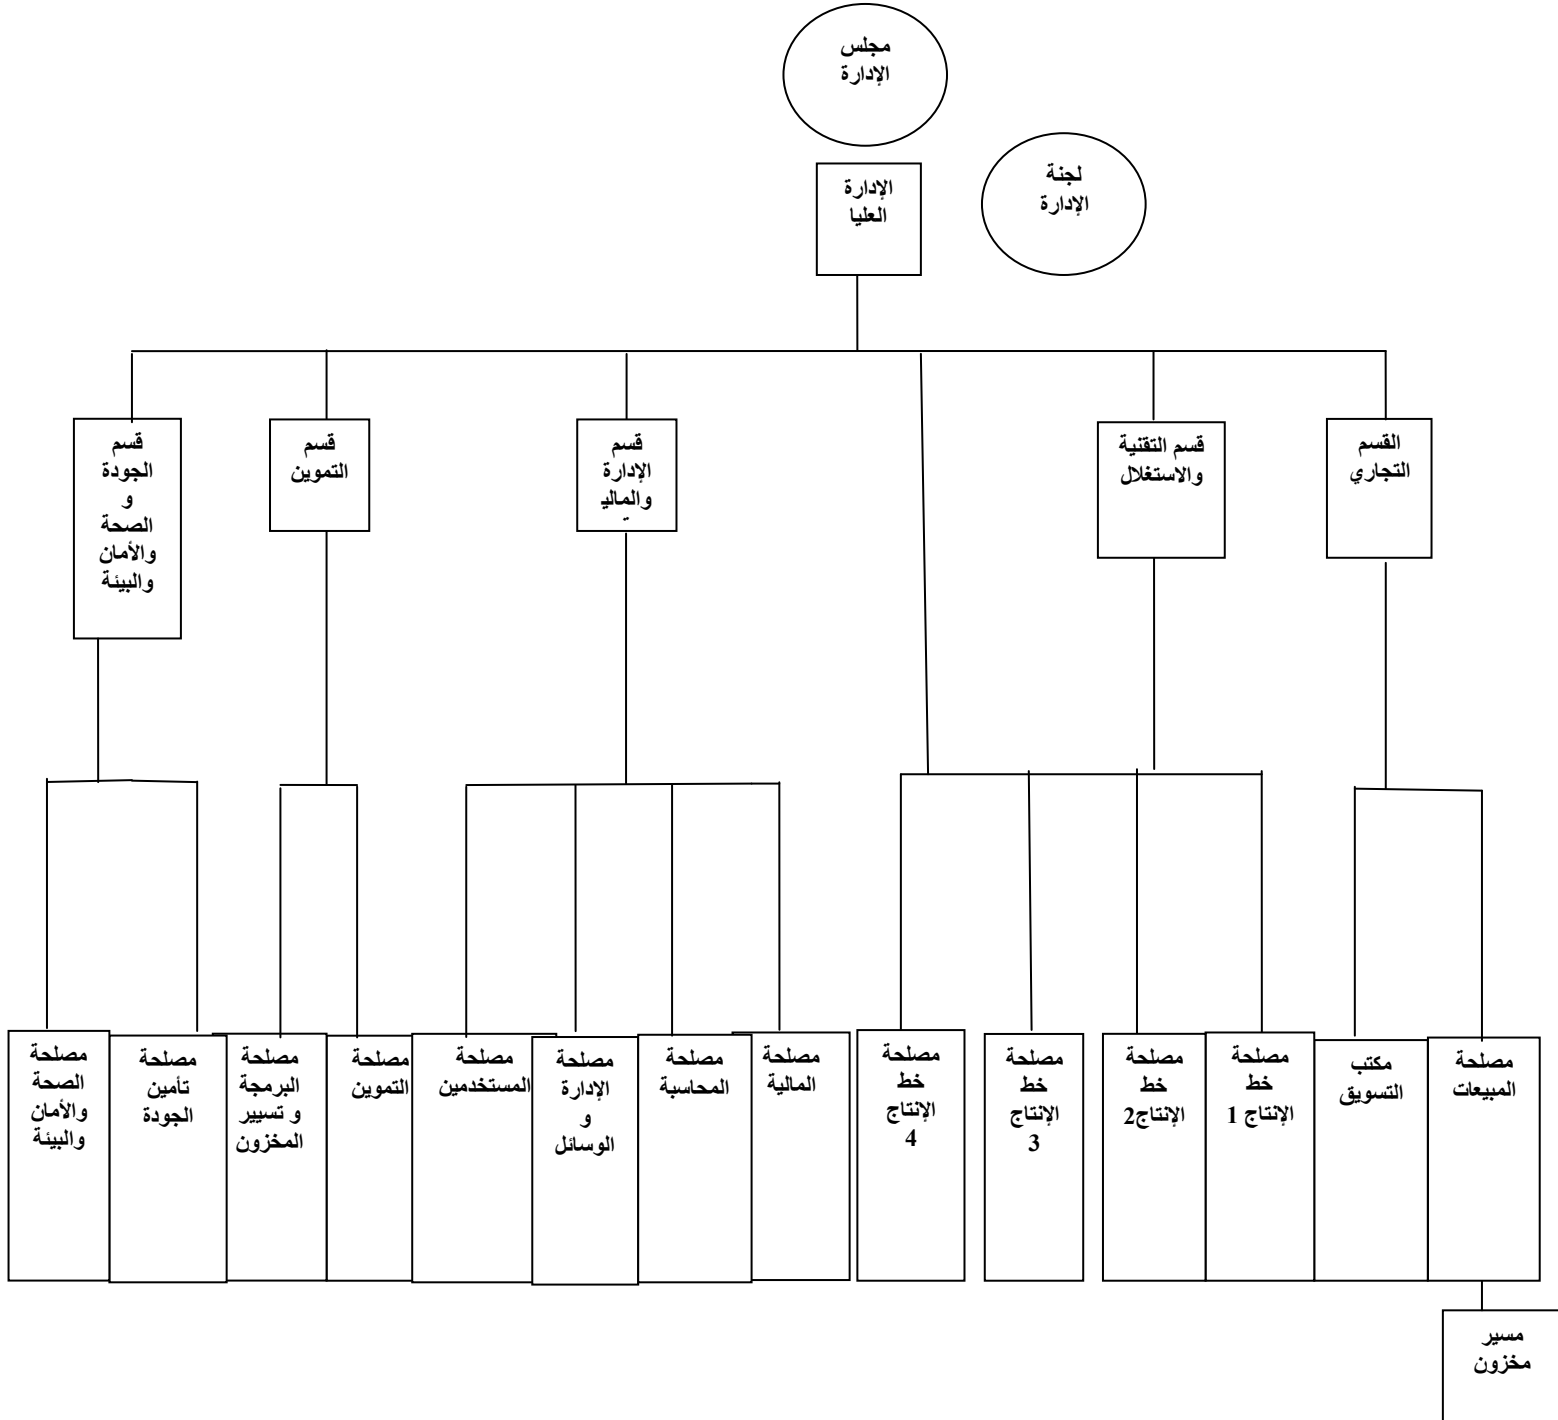 مجلس
الإدارة
لجنة
الإدارة
الإدارة
العليا
القسم
التجاري
قسم التقنية
والاستغلال
قسم
الإدارة
والمالي
ة
قسم
التموين
قسم
الجودة
و
الصحة
والأمان
والبيئة
مصلحة
المبيعات
مكتب
التسويق
مصلحة
خط
الإنتاج 1
مصلحة
خط
الإنتاج2
مصلحة
خط
الإنتاج
3
مصلحة
خط
الإنتاج
4
مصلحة
المالية
مصلحة
المحاسبة
مصلحة
الإدارة
و
الوسائل
مصلحة
المستخدمين
مصلحة
التموين
مصلحة
البرمجة
و تسيير
المخزون
مصلحة
تأمين
الجودة
مصلحة
الصحة
والأمان
والبيئة
مسير
مخزون